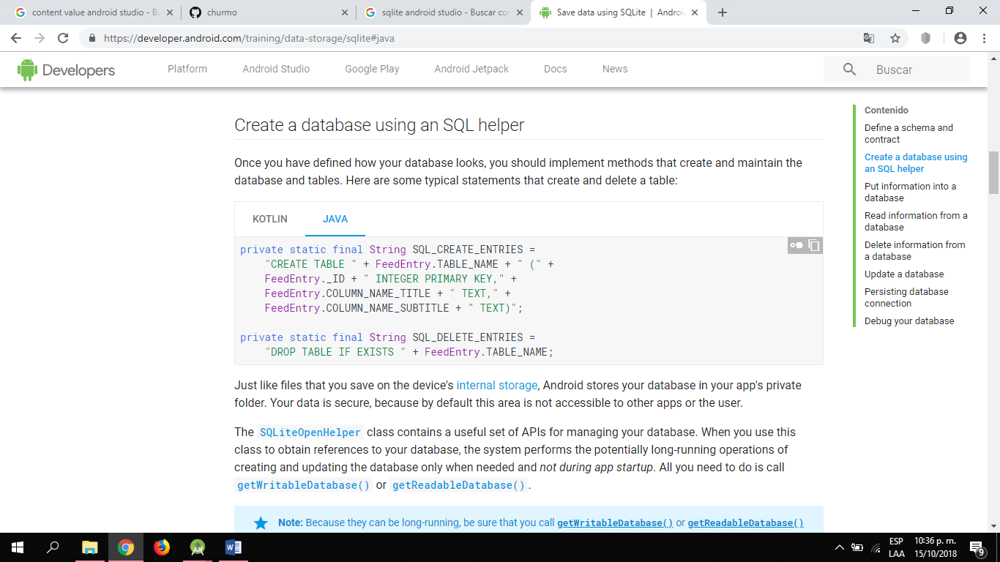 content value android studio - B
churmo
sqlite android studio - Buscar co
Save data using SQLite | Androi
https://developer.android.com/training/data-storage/sqlite#java
Developers
Platform
Android Studio
Google Play
Android Jetpack
Docs
News
Buscar
Create a database using an SQL helper
Once you have defined how your database looks, you should implement methods that create and maintain the
database and tables. Here are some typical statements that create and delete a table:
KOTLIN
JAVA
private static final String SQL_CREATE_ENTRIES =
"CREATE TABLE " + FeedEntry.TABLE_NAME + " (" +
FeedEntry._ID + " INTEGER PRIMARY KEY," +
FeedEntry.COLUMN_NAME_TITLE + " TEXT," +
FeedEntry.COLUMN_NAME_SUBTITLE + " TEXT)";
private static final String SQL_DELETE_ENTRIES =
"DROP TABLE IF EXISTS " + FeedEntry.TABLE_NAME;
Just like files that you save on the device's internal storage, Android stores your database in your app's private
folder. Your data is secure, because by default this area is not accessible to other apps or the user.
The SQLiteOpenHelper class contains a useful set of APIs for managing your database. When you use this
class to obtain references to your database, the system performs the potentially long-running operations of
creating and updating the database only when needed and not during app startup. All you need to do is call
getWritableDatabase() or getReadableDatabase().
Note: Because they can be long-running, be sure that you call getWritableDatabase() or getReadableDatabase()
Contenido
Define a schema and
contract
Create a database using
an SQL helper
Put information into a
database
Read information from a
database
Delete information from
a database
Update a database
Persisting database
connection
Debug your database
ESP
LAA
10:36 p. m.
15/10/2018
9